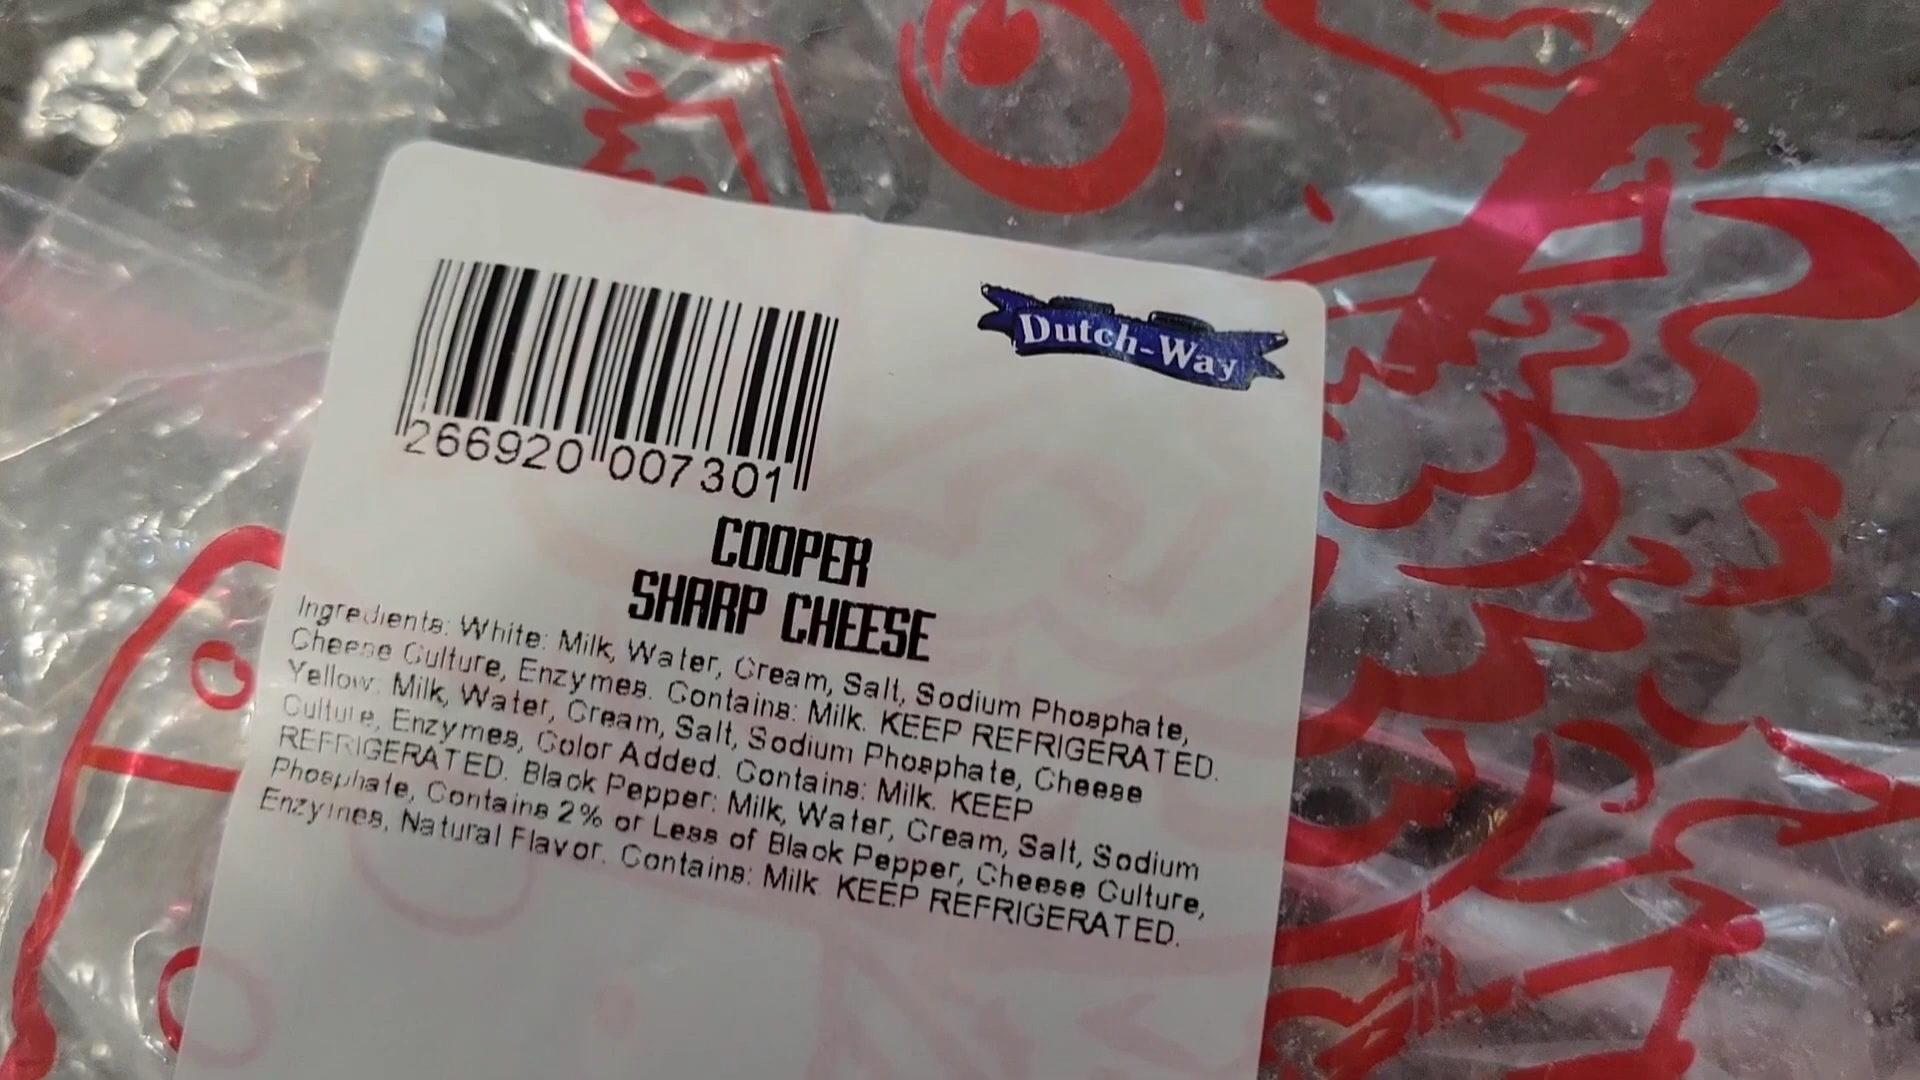 Dutch-Way
266920 007301
COOPER
SHARP CHEESE
Ingredients: White: Milk, Water, Cream, Salt, Sodium Phosphate,
Cheese Culture, Enzymes. Contains: Milk. KEEP REFRIGERATED.
Yellow: Milk, Water, Cream, Salt, Sodium Phosphate, Cheese
Culture, Enzymes, Color Added. Contains: Milk. KEEP
REFRIGERATED. Black Pepper: Milk, Water, Cream, Salt, Sodium
Phosphate, Contains 2% or Less of Black Pepper, Cheese Culture,
Enzymes, Natural Flavor. Contains: Milk. KEEP REFRIGERATED.